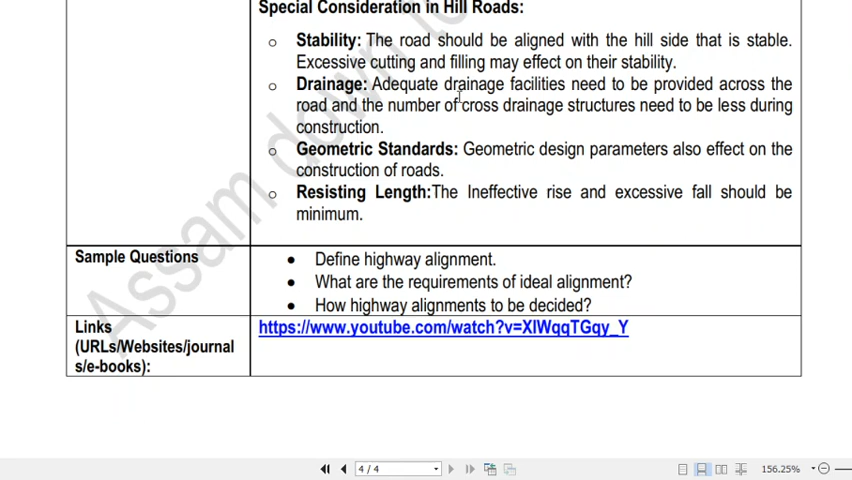 Special Consideration in Hill Roads:
o Stability: The road should be aligned with the hill side that is stable.
Excessive cutting and filling may effect on their stability.
o Drainage: Adequate drainage facilities need to be provided across the
road and the number of cross drainage structures need to be less during
construction.
o Geometric Standards: Geometric design parameters also effect on the
construction of roads.
o Resisting Length:The Ineffective rise and excessive fall should be
minimum.
Sample Questions
• Define highway alignment.
• What are the requirements of ideal alignment?
• How highway alignments to be decided?
Links
(URLs/Websites/journal
s/e-books):
https://www.youtube.com/watch?v=XIWqqTGqy_Y
Assam down to
4 / 4
156.25%